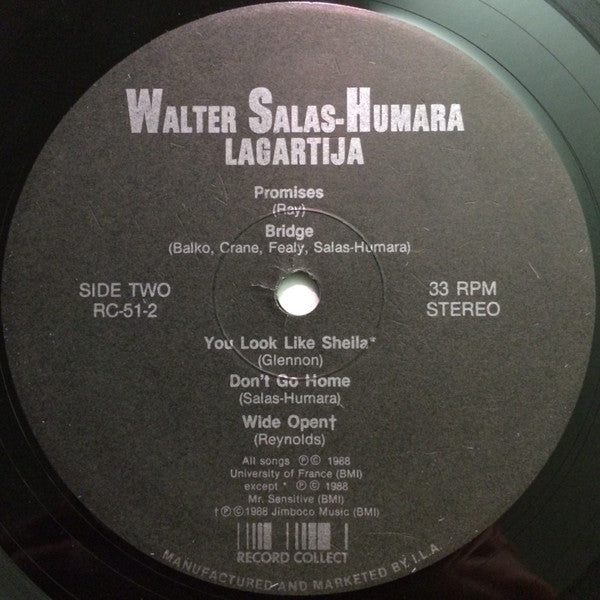 WALTER SALAS-HUMARA
LAGARTIJA
Promises
(Ray)
Bridge
(Balko, Crane, Fealy, Salas-Humara)
SIDE TWO
RC-51-2
33 RPM
STEREO
You Look Like Sheila*
(Glennon)
Don't Go Home
(Salas-Humara)
Wide Open†
(Reynolds)
All songs ℗© 1988
University of France (BMI)
except * ℗© 1988
Mr. Sensitive (BMI)
†℗©1988 Jimboco Music (BMI)
RECORD COLLECT
MANUFACTURED AND MARKETED BY I.L.A.